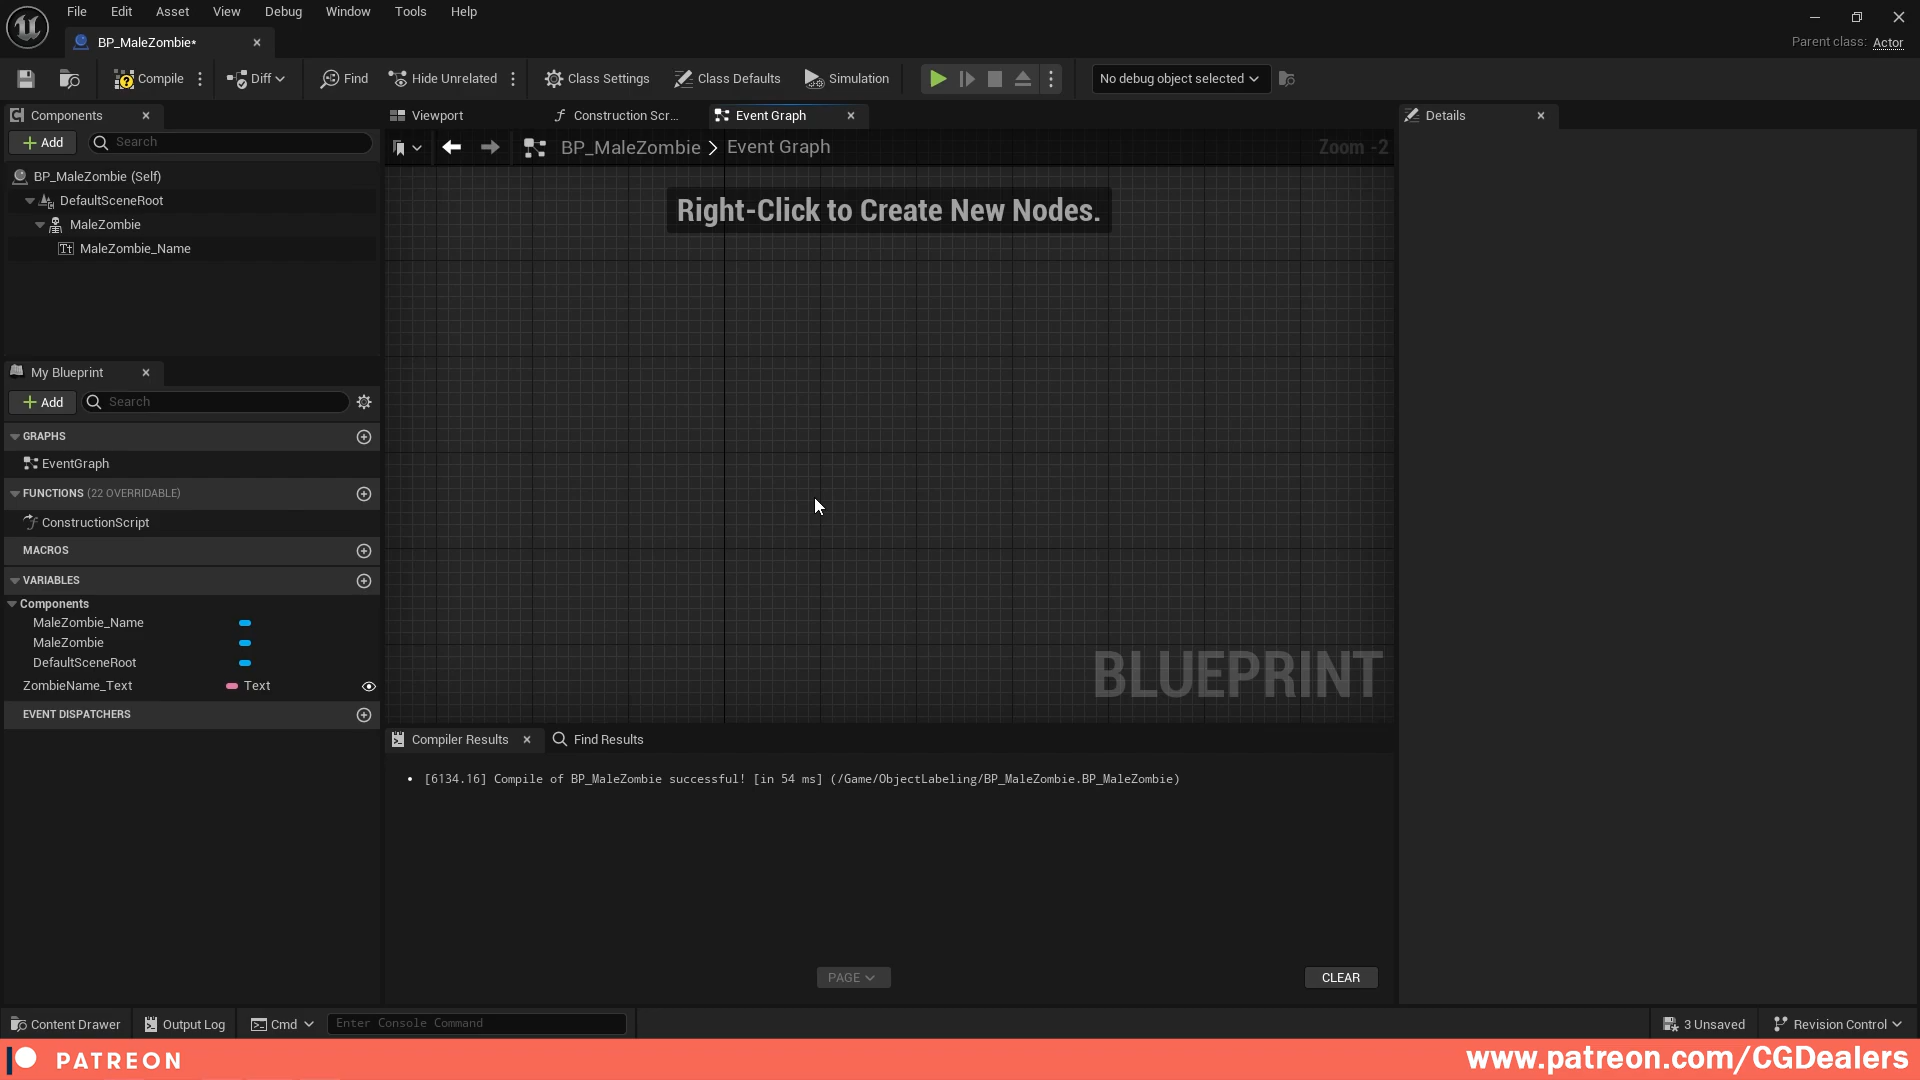 File Edit Asset View Debug Window Tools Help
BP_MaleZombie*
Parent class: Actor
Compile Diff Find Hide Unrelated Class Settings Class Defaults Simulation No debug object selected
Components
Add Search
BP_MaleZombie (Self)
DefaultSceneRoot
MaleZombie
MaleZombie_Name
My Blueprint
Add Search
GRAPHS
EventGraph
FUNCTIONS (22 OVERRIDABLE)
ConstructionScript
MACROS
VARIABLES
Components
MaleZombie_Name
MaleZombie
DefaultSceneRoot
ZombieName_Text Text
EVENT DISPATCHERS
Viewport Construction Scr... Event Graph
BP_MaleZombie > Event Graph Zoom -2
Right-Click to Create New Nodes.
BLUEPRINT
Compiler Results Find Results
[6134.16] Compile of BP_MaleZombie successful! [in 54 ms] (/Game/ObjectLabeling/BP_MaleZombie.BP_MaleZombie)
PAGE CLEAR
Details
Content Drawer Output Log Cmd Enter Console Command 3 Unsaved Revision Control
PATREON www.patreon.com/CGDealers